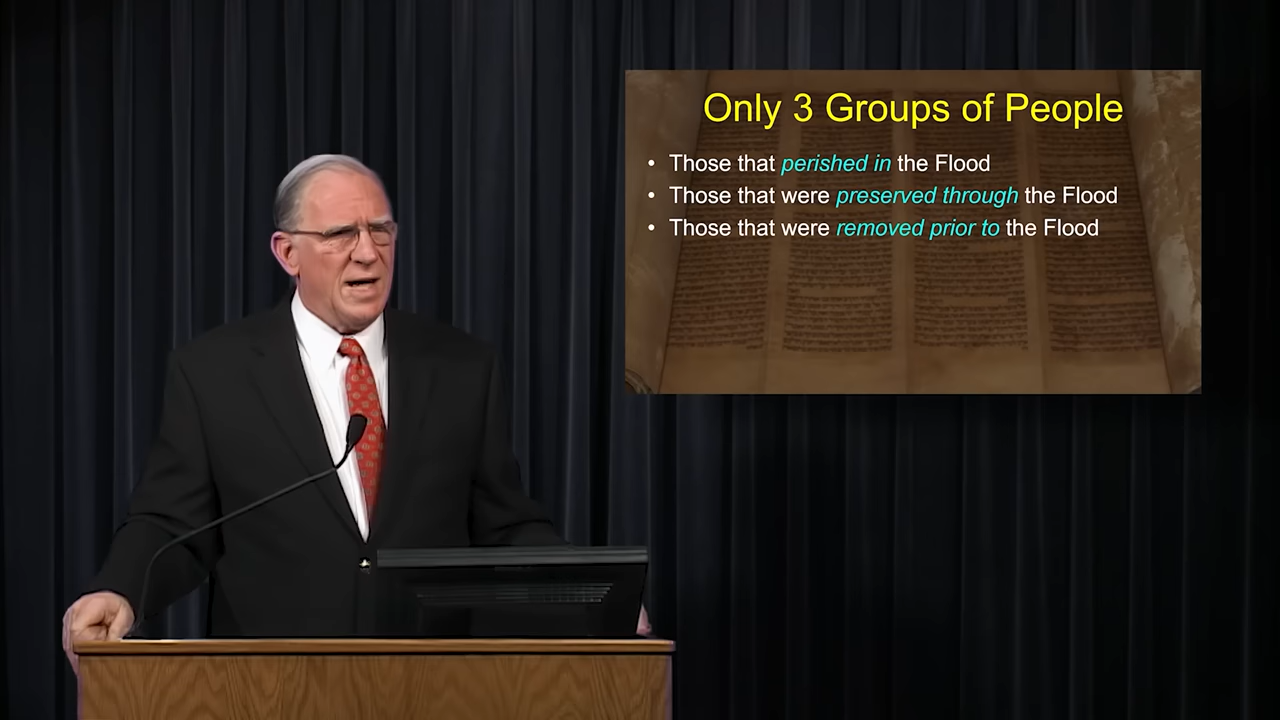 Only 3 Groups of People
• Those that perished in the Flood
• Those that were preserved through the Flood
• Those that were removed prior to the Flood